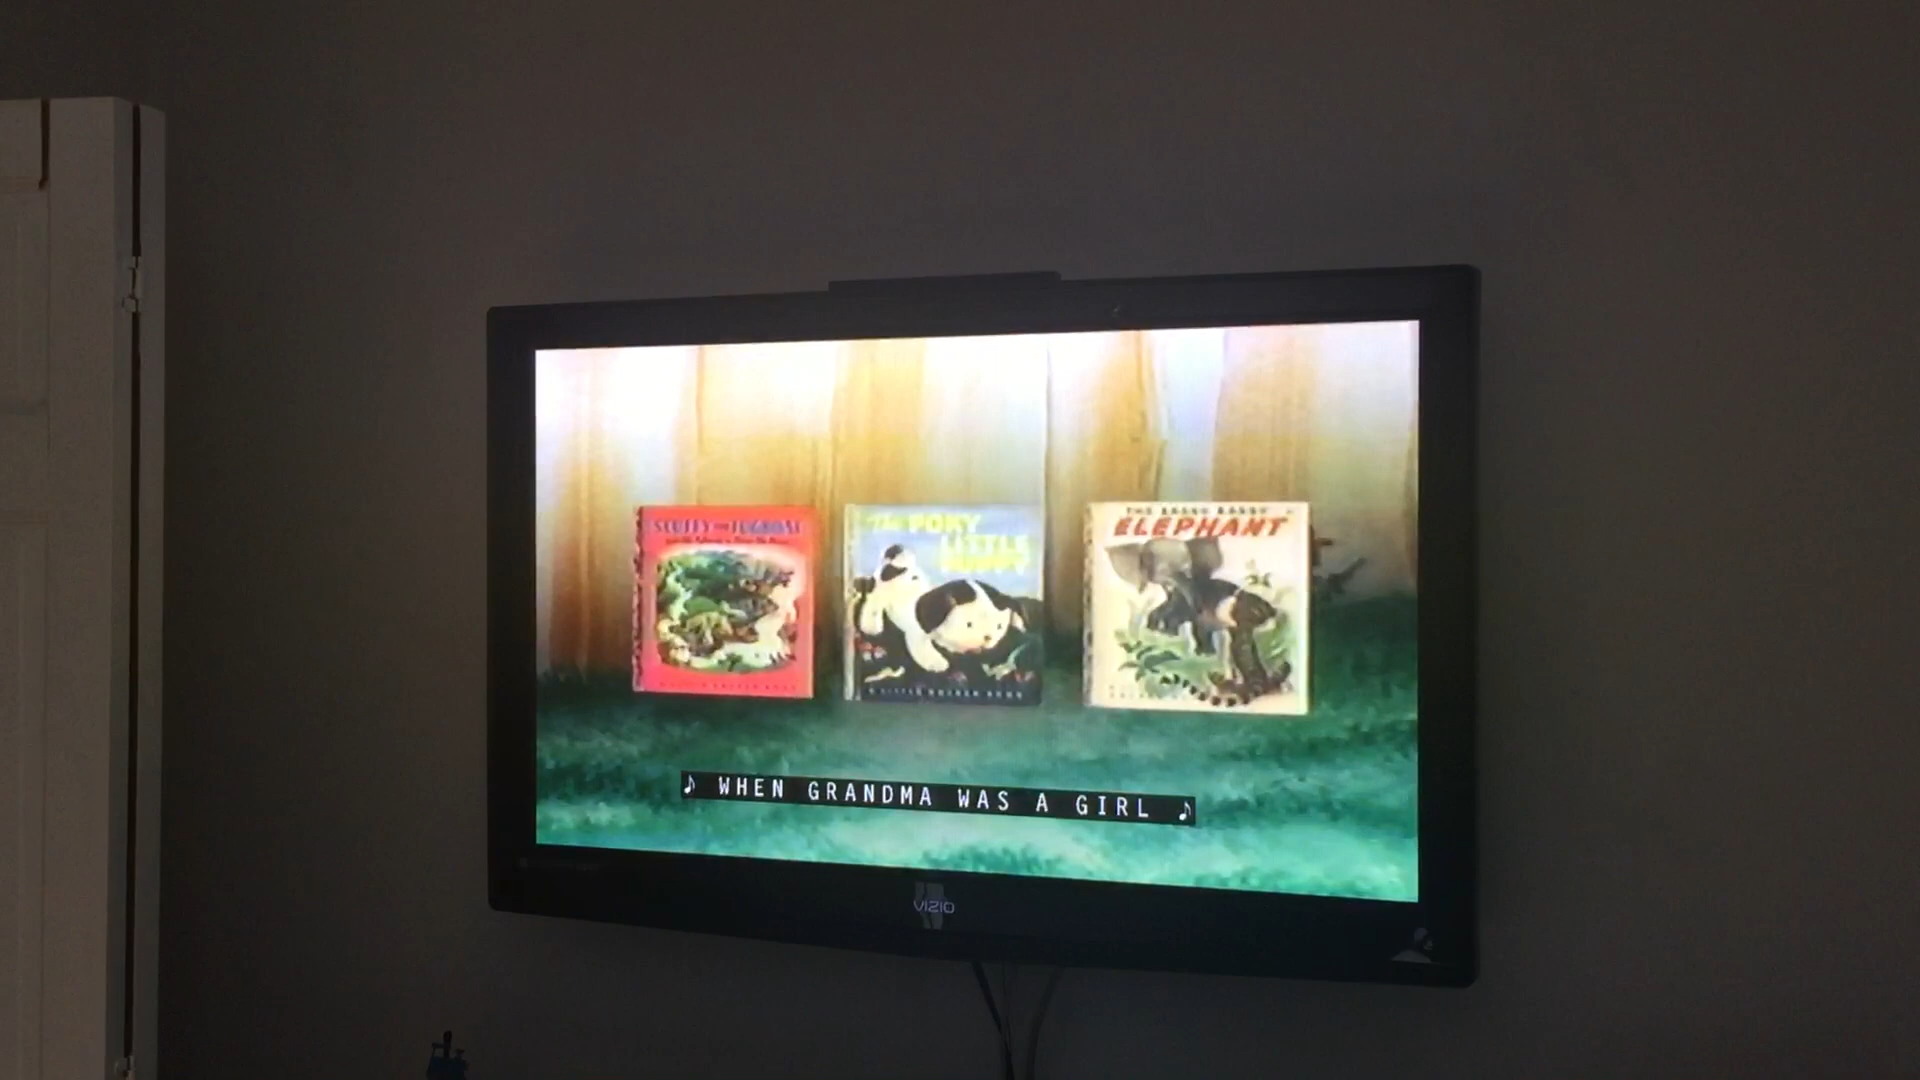 SCUFFY THE TUGBOAT
The POKY
LITTLE
PUPPY
A LITTLE GOLDEN BOOK
ELEPHANT
♪ WHEN GRANDMA WAS A GIRL ♪
VIZIO